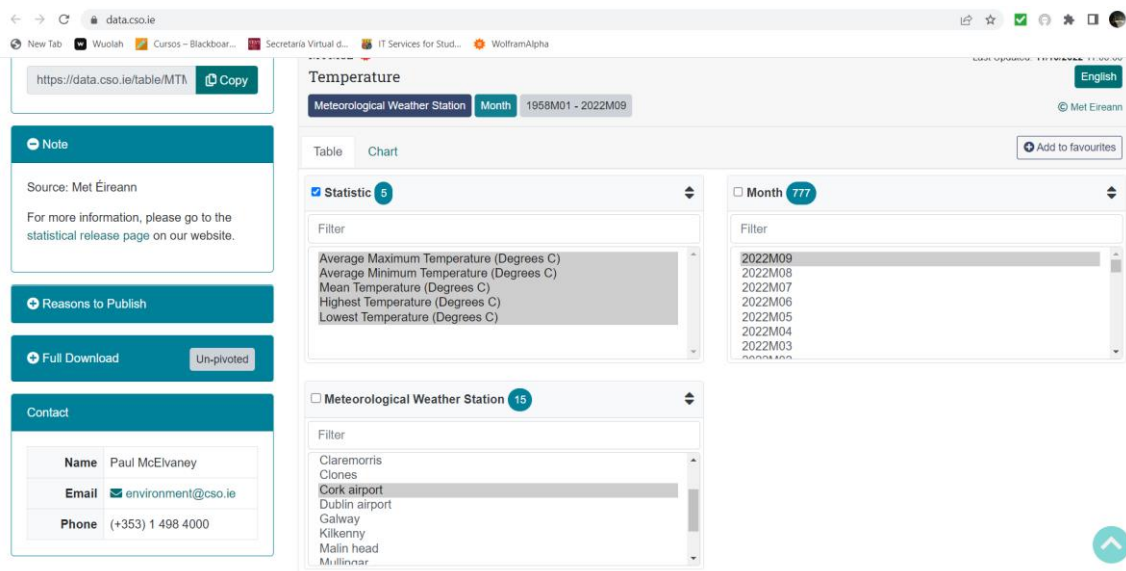 data.cso.ie
New Tab
Wuolah
Cursos – Blackboar...
Secretaría Virtual d...
IT Services for Stud...
WolframAlpha
https://data.cso.ie/table/MTM
Copy
Note
Source: Met Éireann
For more information, please go to the
statistical release page on our website.
Reasons to Publish
Full Download
Un-pivoted
Contact
Name Paul McElvaney
Email environment@cso.ie
Phone (+353) 1 498 4000
Temperature
English
Meteorological Weather Station Month 1958M01 - 2022M09
© Met Eireann
Table Chart
Add to favourites
Statistic 5
Filter
Average Maximum Temperature (Degrees C)
Average Minimum Temperature (Degrees C)
Mean Temperature (Degrees C)
Highest Temperature (Degrees C)
Lowest Temperature (Degrees C)
Month 777
Filter
2022M09
2022M08
2022M07
2022M06
2022M05
2022M04
2022M03
Meteorological Weather Station 15
Filter
Claremorris
Clones
Cork airport
Dublin airport
Galway
Kilkenny
Malin head
Mullingar